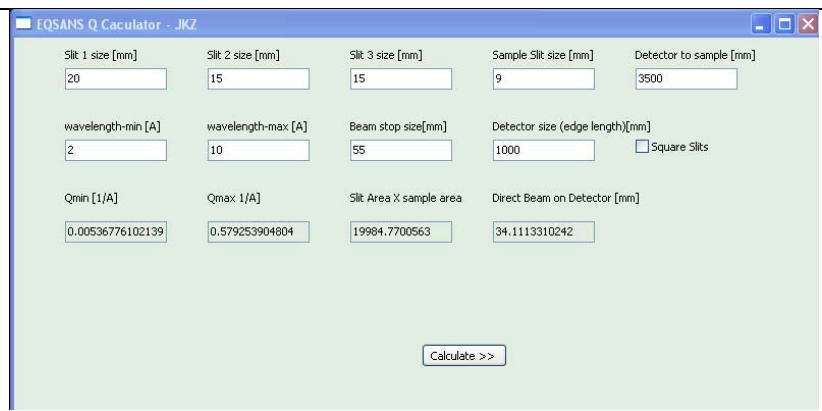 EQSANS Q Caculator - JKZ
Slit 1 size [mm] Slit 2 size [mm] Slit 3 size [mm] Sample Slit size [mm] Detector to sample [mm]
20 15 15 9 3500
wavelength-min [A] wavelength-max [A] Beam stop size[mm] Detector size (edge length)[mm]
2 10 55 1000 Square Slits
Qmin [1/A] Qmax 1/A] Slit Area X sample area Direct Beam on Detector [mm]
0.00536776102139 0.579253904804 19984.7700563 34.1113310242
Calculate >>